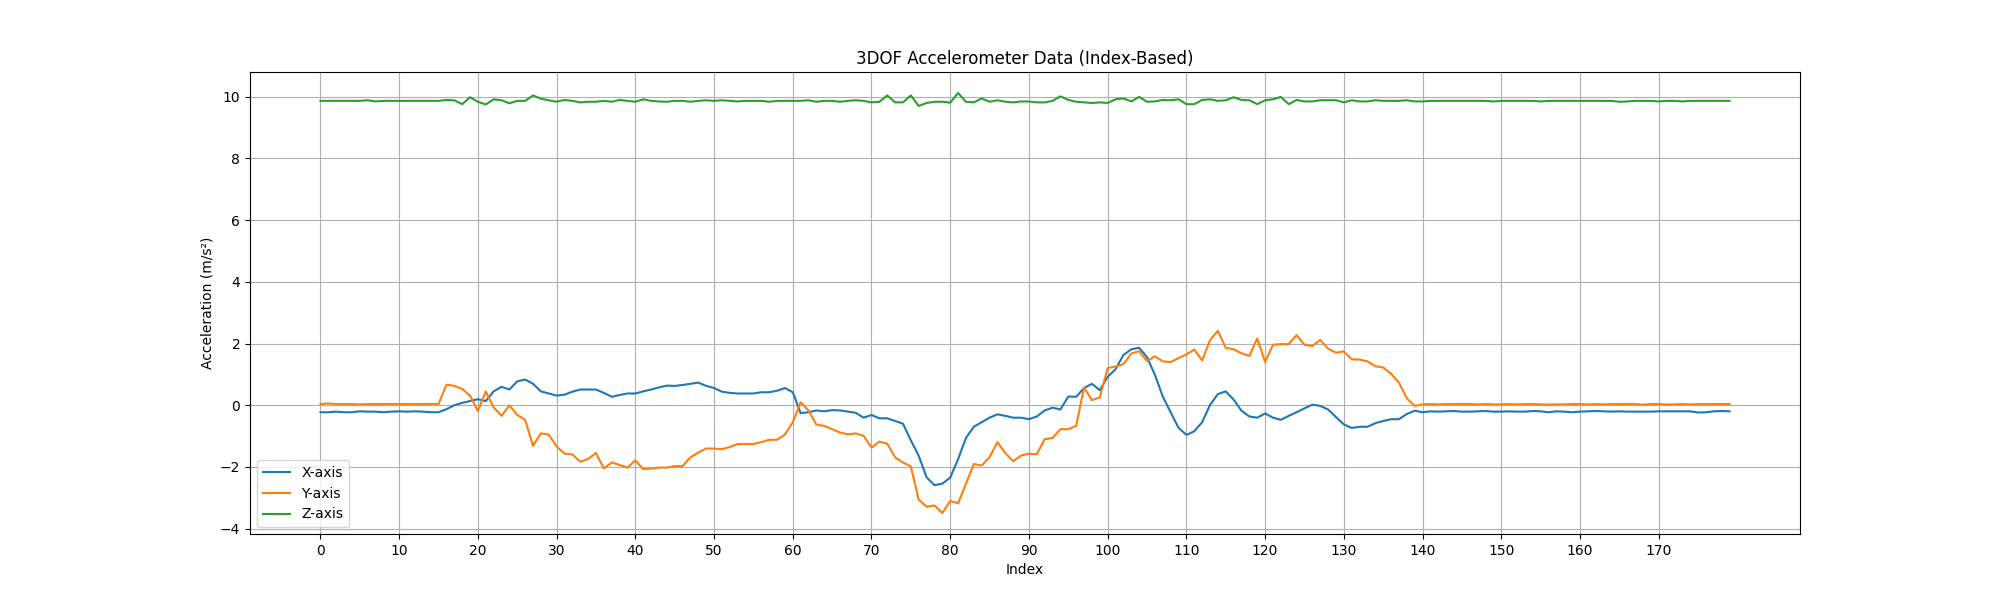 3DOF Accelerometer Data (Index-Based)
Acceleration (m/s²)
10
8
6
4
2
0
−2
−4
X-axis
Y-axis
Z-axis
0 10 20 30 40 50 60 70 80 90 100 110 120 130 140 150 160 170
Index